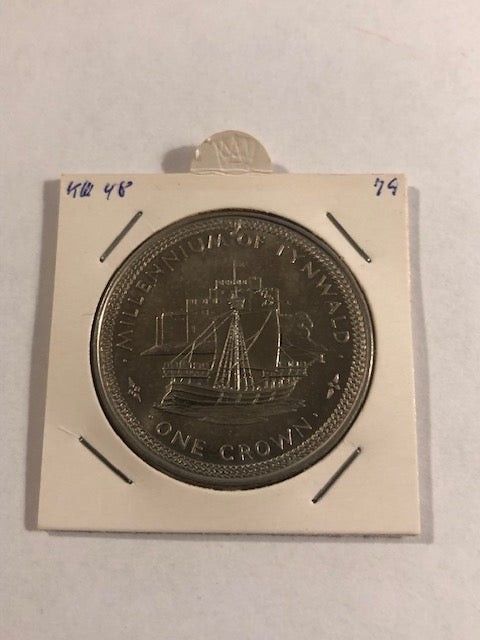 KM 48
79
· MILLENNIUM OF TYNWALD ·
ONE CROWN